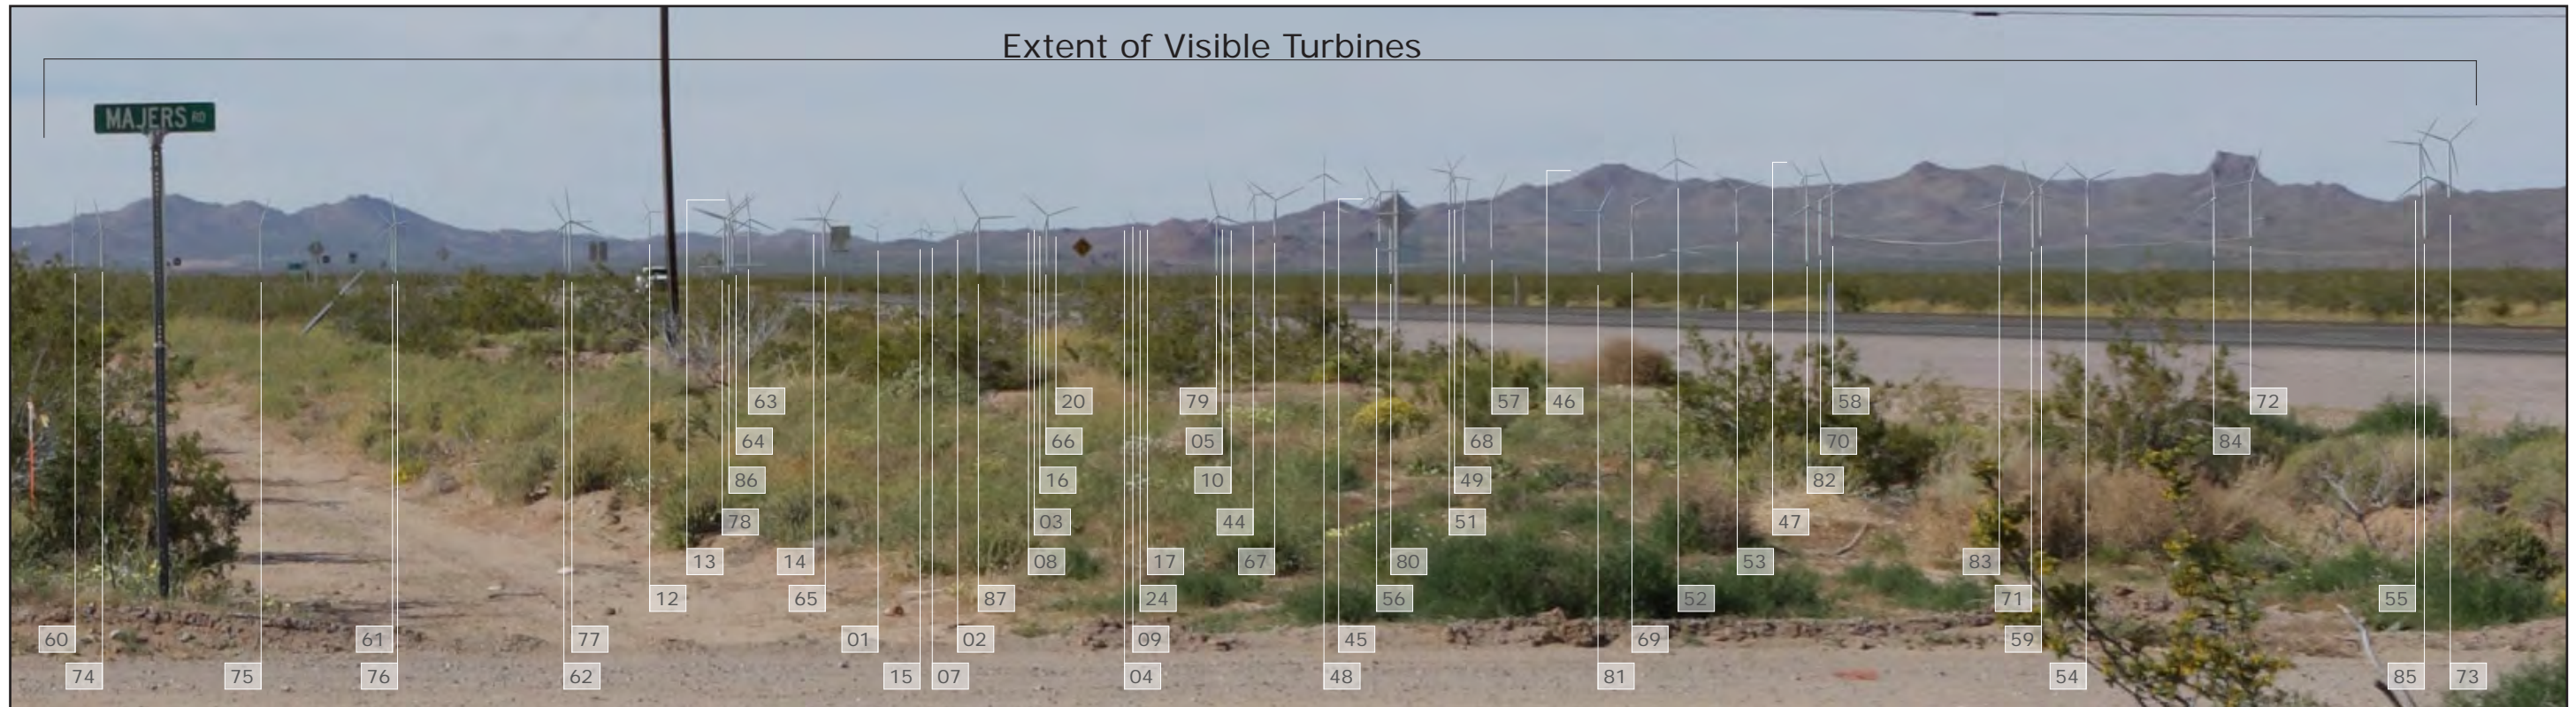 Extent of Visible Turbines
MAJERS RD
63 20 79 57 46 58 72
64 66 05 68 70 84
86 16 10 49 82
78 03 44 51 47
13 14 08 17 67 80 53 83
12 65 87 24 56 52 71 55
60 61 77 01 02 09 45 69 59
74 75 76 62 15 07 04 48 81 54 85 73